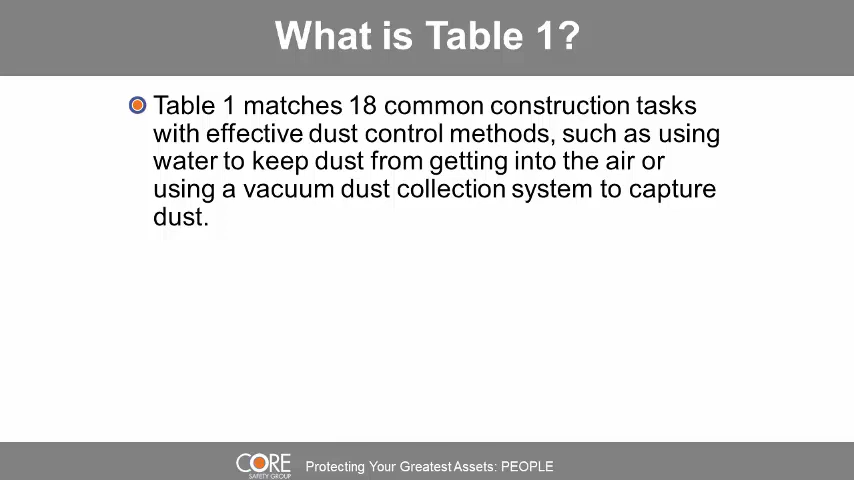 What is Table 1?
Table 1 matches 18 common construction tasks
with effective dust control methods, such as using
water to keep dust from getting into the air or
using a vacuum dust collection system to capture
dust.
CORE
SAFETY GROUP
Protecting Your Greatest Assets: PEOPLE